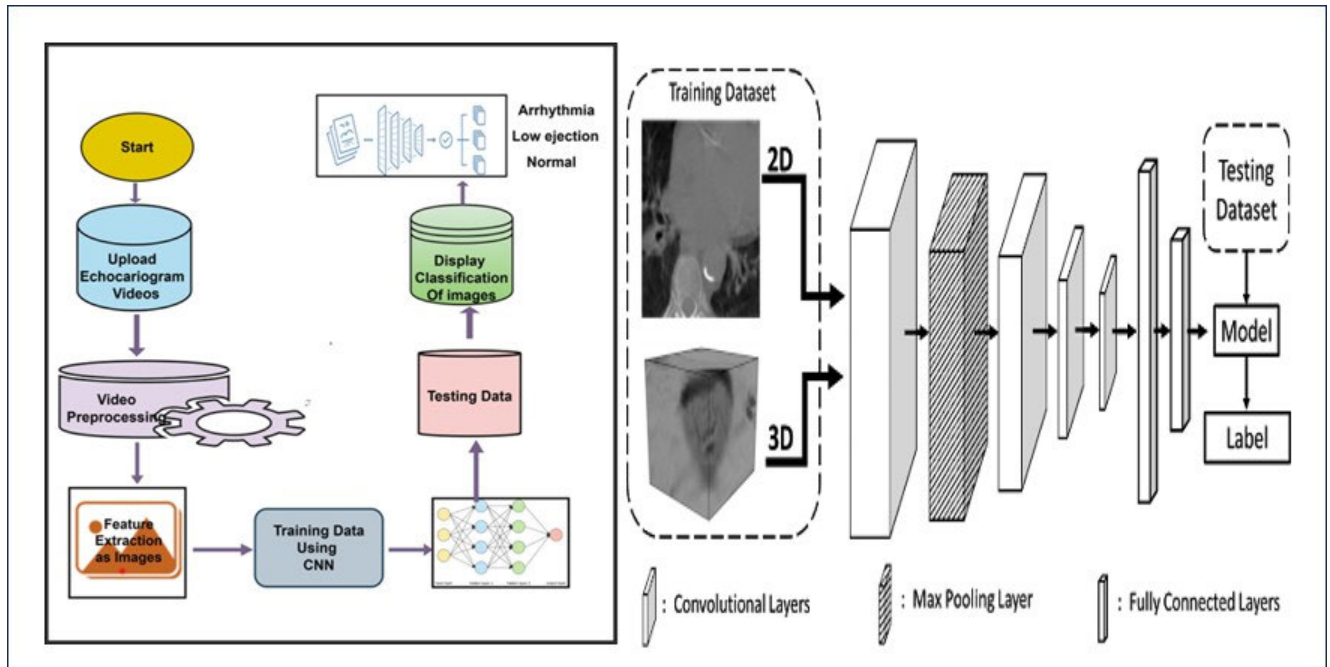 Start
Upload
Echocariogram
Videos
Video
Preprocessing
Feature
Extraction
as Images
Training Data
Using
CNN
Testing Data
Display
Classification
Of images
Arrhythmia
Low ejection
Normal
Training Dataset
2D
3D
Testing
Dataset
Model
Label
: Convolutional Layers
: Max Pooling Layer
: Fully Connected Layers